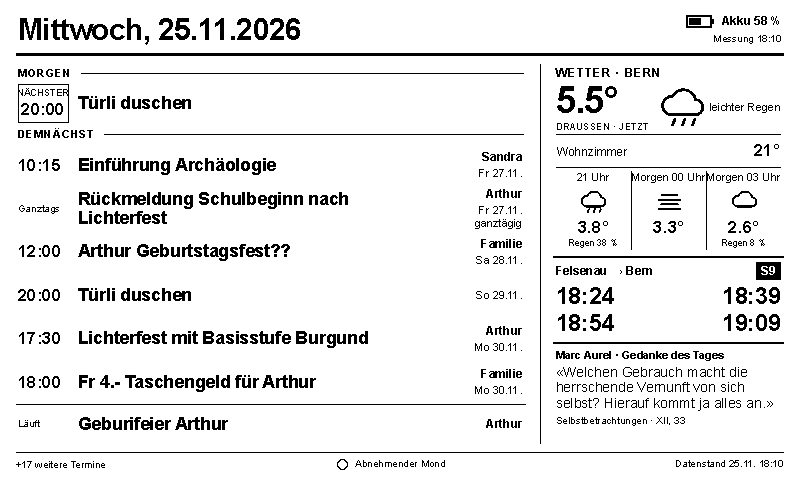 Mittwoch, 25.11.2026
Akku 58 %
Messung 18:10
MORGEN
NÄCHSTER
20:00 Türli duschen
DEMNÄCHST
10:15 Einführung Archäologie Sandra
Fr 27.11.
Ganztags Rückmeldung Schulbeginn nach
Lichterfest
Arthur
Fr 27.11.
ganztägig
12:00 Arthur Geburtstagsfest?? Familie
Sa 28.11.
20:00 Türli duschen So 29.11.
17:30 Lichterfest mit Basisstufe Burgund Arthur
Mo 30.11.
18:00 Fr 4.- Taschengeld für Arthur Familie
Mo 30.11.
Läuft Geburifeier Arthur Arthur
WETTER · BERN
5.5° leichter Regen
DRAUSSEN · JETZT
Wohnzimmer 21°
21 Uhr Morgen 00 Uhr Morgen 03 Uhr
3.8° 3.3° 2.6°
Regen 38 % Regen 8 %
Felsenau › Bern S9
18:24 18:39
18:54 19:09
Marc Aurel · Gedanke des Tages
«Welchen Gebrauch macht die
herrschende Vernunft von sich
selbst? Hierauf kommt ja alles an.»
Selbstbetrachtungen · XII, 33
+17 weitere Termine Abnehmender Mond Datenstand 25.11. 18:10